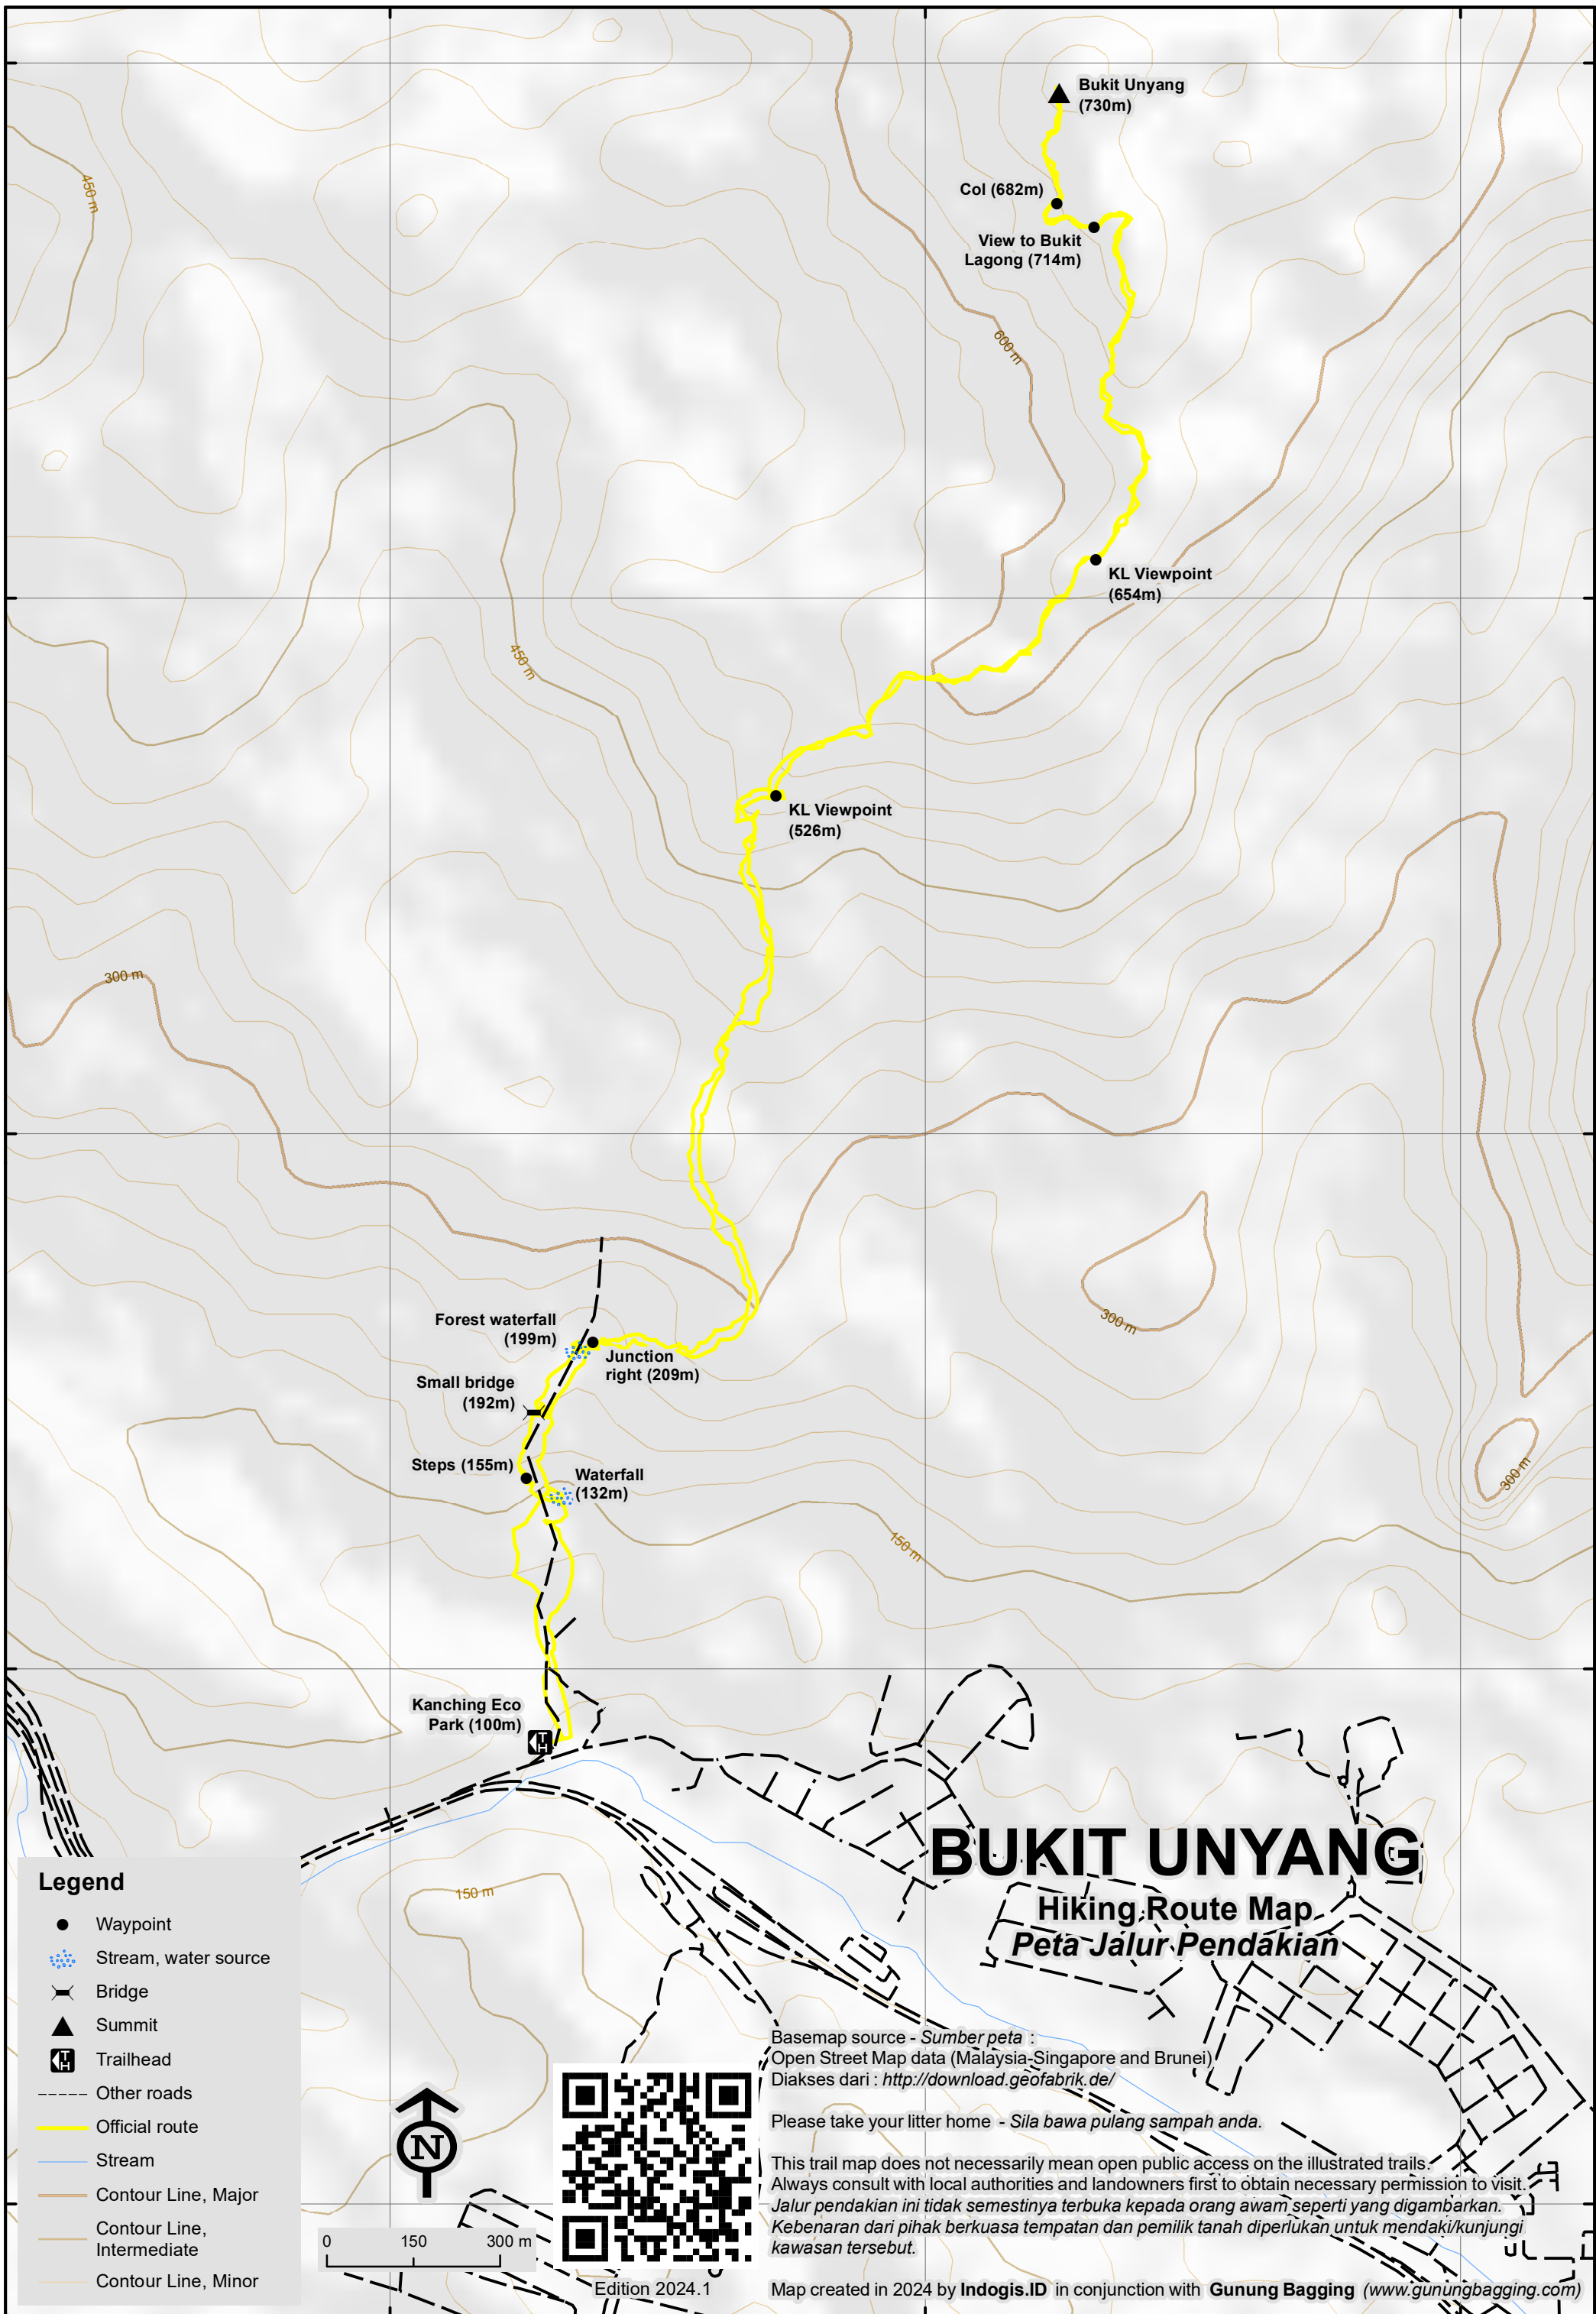 Bukit Unyang
(730m)
450 m
Col (682m)
View to Bukit
Lagong (714m)
600 m
KL Viewpoint
(654m)
450 m
KL Viewpoint
(526m)
300 m
Forest waterfall
(199m)
Junction
right (209m)
300 m
Small bridge
(192m)
Steps (155m)
Waterfall
(132m)
300 m
150 m
Kanching Eco
Park (100m)
TH
BUKIT UNYANG
Hiking Route Map
Peta Jalur Pendakian
150 m
Legend
Waypoint
Stream, water source
Bridge
Summit
TH
Trailhead
Other roads
Official route
Stream
Contour Line, Major
Contour Line,
Intermediate
Contour Line, Minor
N
0 150 300 m
Edition 2024.1
Basemap source - Sumber peta :
Open Street Map data (Malaysia-Singapore and Brunei)
Diakses dari : http://download.geofabrik.de/
Please take your litter home - Sila bawa pulang sampah anda.
This trail map does not necessarily mean open public access on the illustrated trails.
Always consult with local authorities and landowners first to obtain necessary permission to visit.
Jalur pendakian ini tidak semestinya terbuka kepada orang awam seperti yang digambarkan.
Kebenaran dari pihak berkuasa tempatan dan pemilik tanah diperlukan untuk mendaki/kunjungi
kawasan tersebut.
Map created in 2024 by Indogis.ID in conjunction with Gunung Bagging (www.gunungbagging.com)